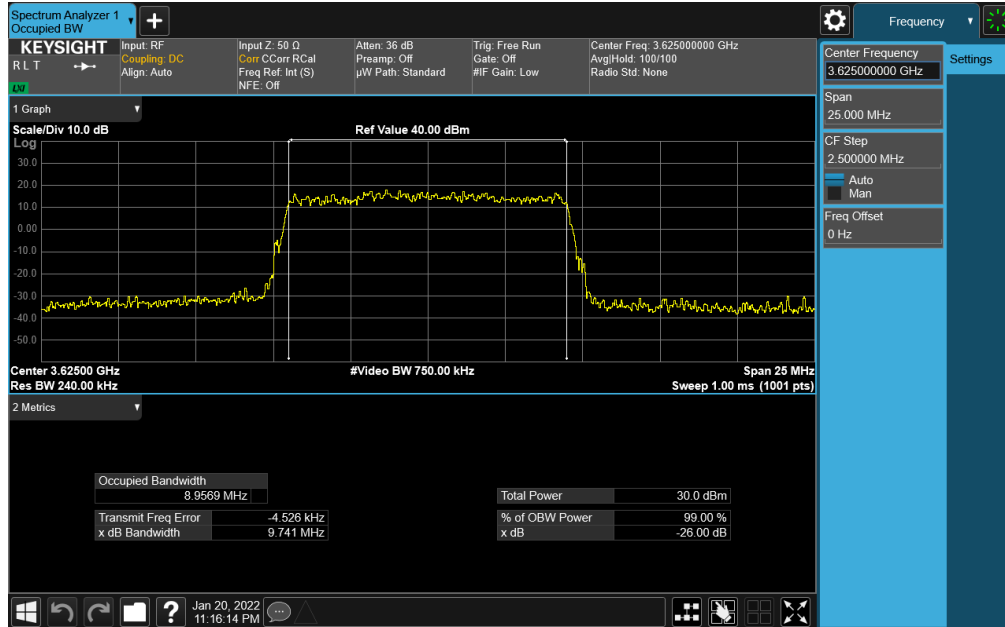 Spectrum Analyzer 1
Occupied BW
+
Frequency
KEYSIGHT
R L T
LXI
Input: RF
Coupling: DC
Align: Auto
Input Z: 50 Ω
Corr CCorr RCal
Freq Ref: Int (S)
NFE: Off
Atten: 36 dB
Preamp: Off
µW Path: Standard
Trig: Free Run
Gate: Off
#IF Gain: Low
Center Freq: 3.625000000 GHz
Avg|Hold: 100/100
Radio Std: None
Center Frequency
3.625000000 GHz
Settings
Span
25.000 MHz
CF Step
2.500000 MHz
Auto
Man
Freq Offset
0 Hz
1 Graph
Scale/Div 10.0 dB
Ref Value 40.00 dBm
Log
30.0
20.0
10.0
0.00
-10.0
-20.0
-30.0
-40.0
-50.0
Center 3.62500 GHz
#Video BW 750.00 kHz
Span 25 MHz
Res BW 240.00 kHz
Sweep 1.00 ms (1001 pts)
2 Metrics
Occupied Bandwidth
8.9569 MHz
Total Power 30.0 dBm
Transmit Freq Error -4.526 kHz
% of OBW Power 99.00 %
x dB Bandwidth 9.741 MHz
x dB -26.00 dB
?
Jan 20, 2022
11:16:14 PM